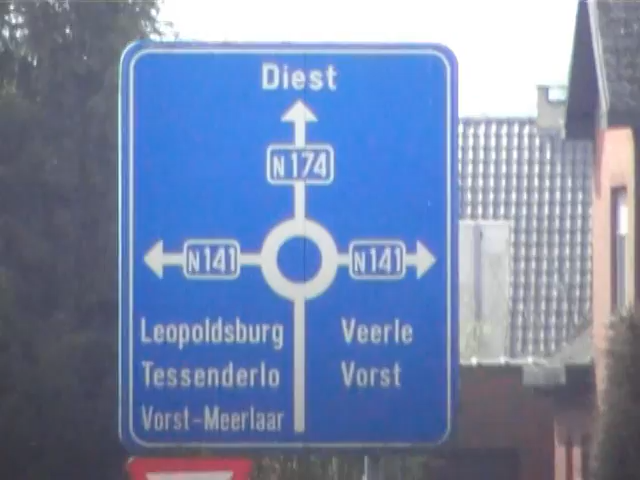 Diest
N174
N141
N141
Leopoldsburg
Veerle
Tessenderlo
Vorst
Vorst-Meerlaar